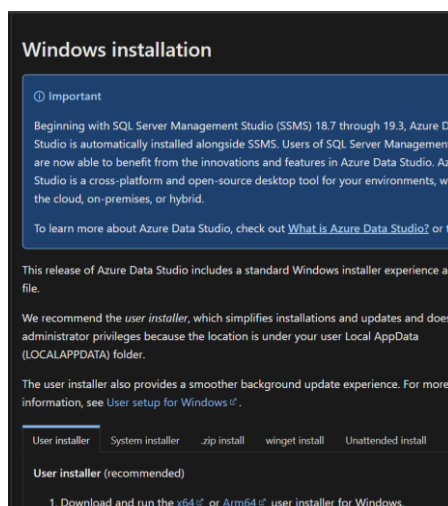 Windows installation
Important
Beginning with SQL Server Management Studio (SSMS) 18.7 through 19.3, Azure D
Studio is automatically installed alongside SSMS. Users of SQL Server Management
are now able to benefit from the innovations and features in Azure Data Studio. Az
Studio is a cross-platform and open-source desktop tool for your environments, w
the cloud, on-premises, or hybrid.
To learn more about Azure Data Studio, check out What is Azure Data Studio? or
This release of Azure Data Studio includes a standard Windows installer experience a
file.
We recommend the user installer, which simplifies installations and updates and does
administrator privileges because the location is under your user Local AppData
(LOCALAPPDATA) folder.
The user installer also provides a smoother background update experience. For more
information, see User setup for Windows.
User installer System installer .zip install winget install Unattended install
User installer (recommended)
1. Download and run the x64 or Arm64 user installer for Windows.